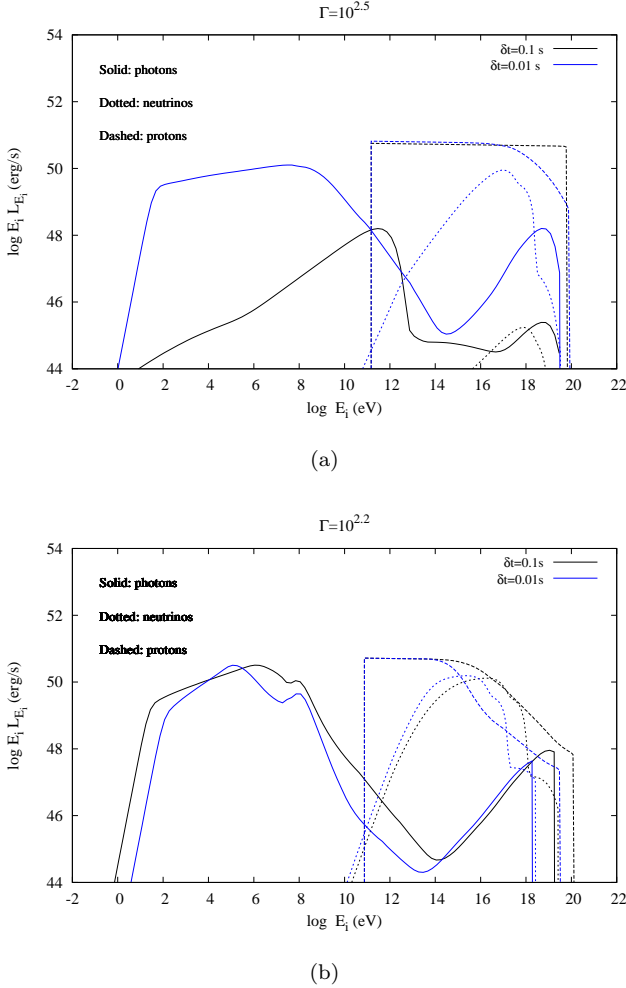 Γ=10^2.5
54
52
50
48
46
44
log E_i L_{E_i} (erg/s)
Solid: photons
Dotted: neutrinos
Dashed: protons
δt=0.1 s
δt=0.01 s
-2 0 2 4 6 8 10 12 14 16 18 20 22
log E_i (eV)
(a)
Γ=10^2.2
54
52
50
48
46
44
log E_i L_{E_i} (erg/s)
Solid: photons
Dotted: neutrinos
Dashed: protons
δt=0.1s
δt=0.01s
-2 0 2 4 6 8 10 12 14 16 18 20 22
log E_i (eV)
(b)